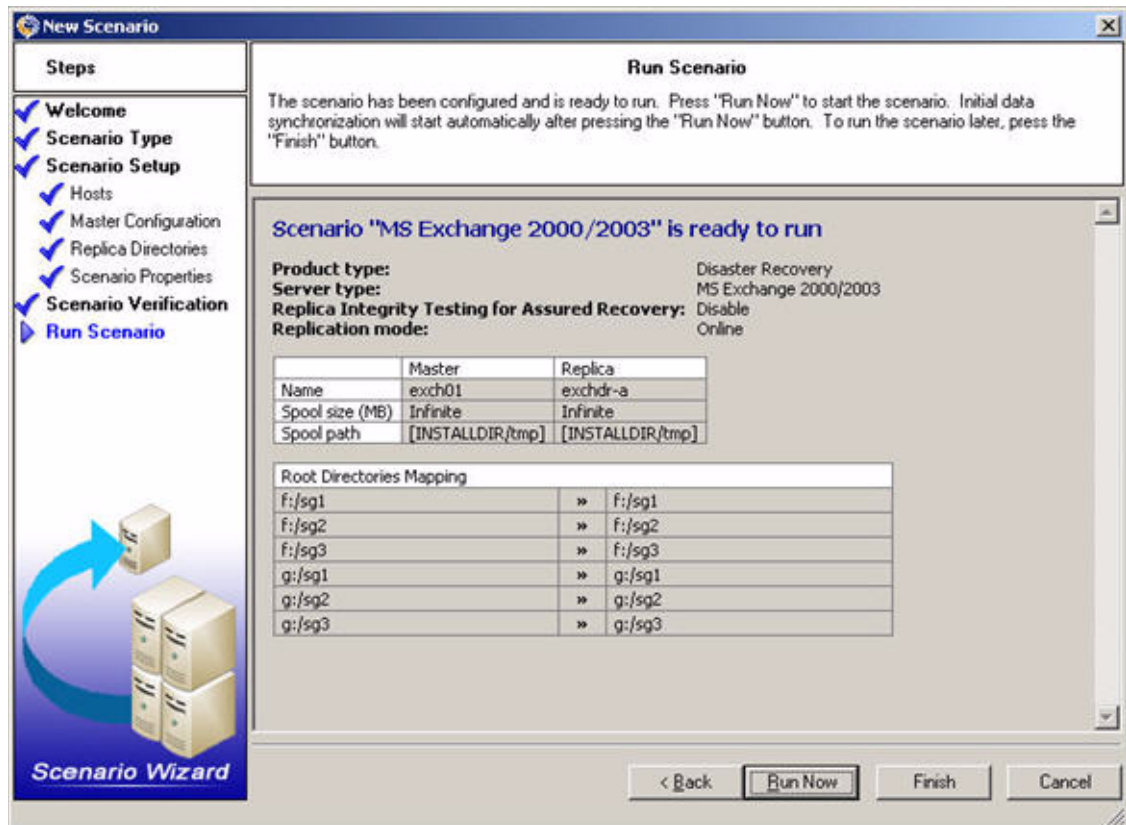 New Scenario
Steps
Welcome
Scenario Type
Scenario Setup
Hosts
Master Configuration
Replica Directories
Scenario Properties
Scenario Verification
Run Scenario
Scenario Wizard
Run Scenario
The scenario has been configured and is ready to run. Press "Run Now" to start the scenario. Initial data
synchronization will start automatically after pressing the "Run Now" button. To run the scenario later, press the
"Finish" button.
Scenario "MS Exchange 2000/2003" is ready to run
Product type: Disaster Recovery
Server type: MS Exchange 2000/2003
Replica Integrity Testing for Assured Recovery: Disable
Replication mode: Online
Master Replica
Name exch01 exchdr-a
Spool size (MB) Infinite Infinite
Spool path [INSTALLDIR/tmp] [INSTALLDIR/tmp]
Root Directories Mapping
f:/sg1 » f:/sg1
f:/sg2 » f:/sg2
f:/sg3 » f:/sg3
g:/sg1 » g:/sg1
g:/sg2 » g:/sg2
g:/sg3 » g:/sg3
< Back Run Now Finish Cancel